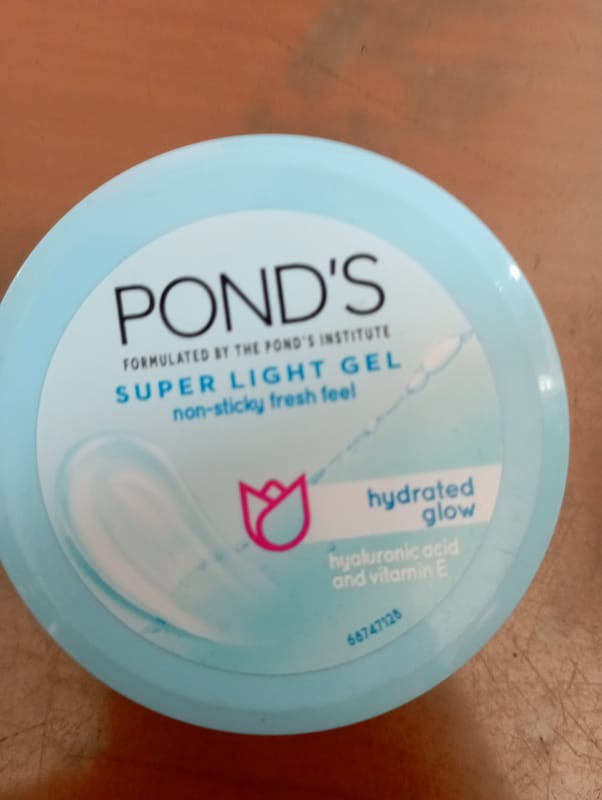 POND'S
FORMULATED BY THE POND'S INSTITUTE
SUPER LIGHT GEL
non-sticky fresh feel
hydrated
glow
hyaluronic acid
and vitamin E
68747126